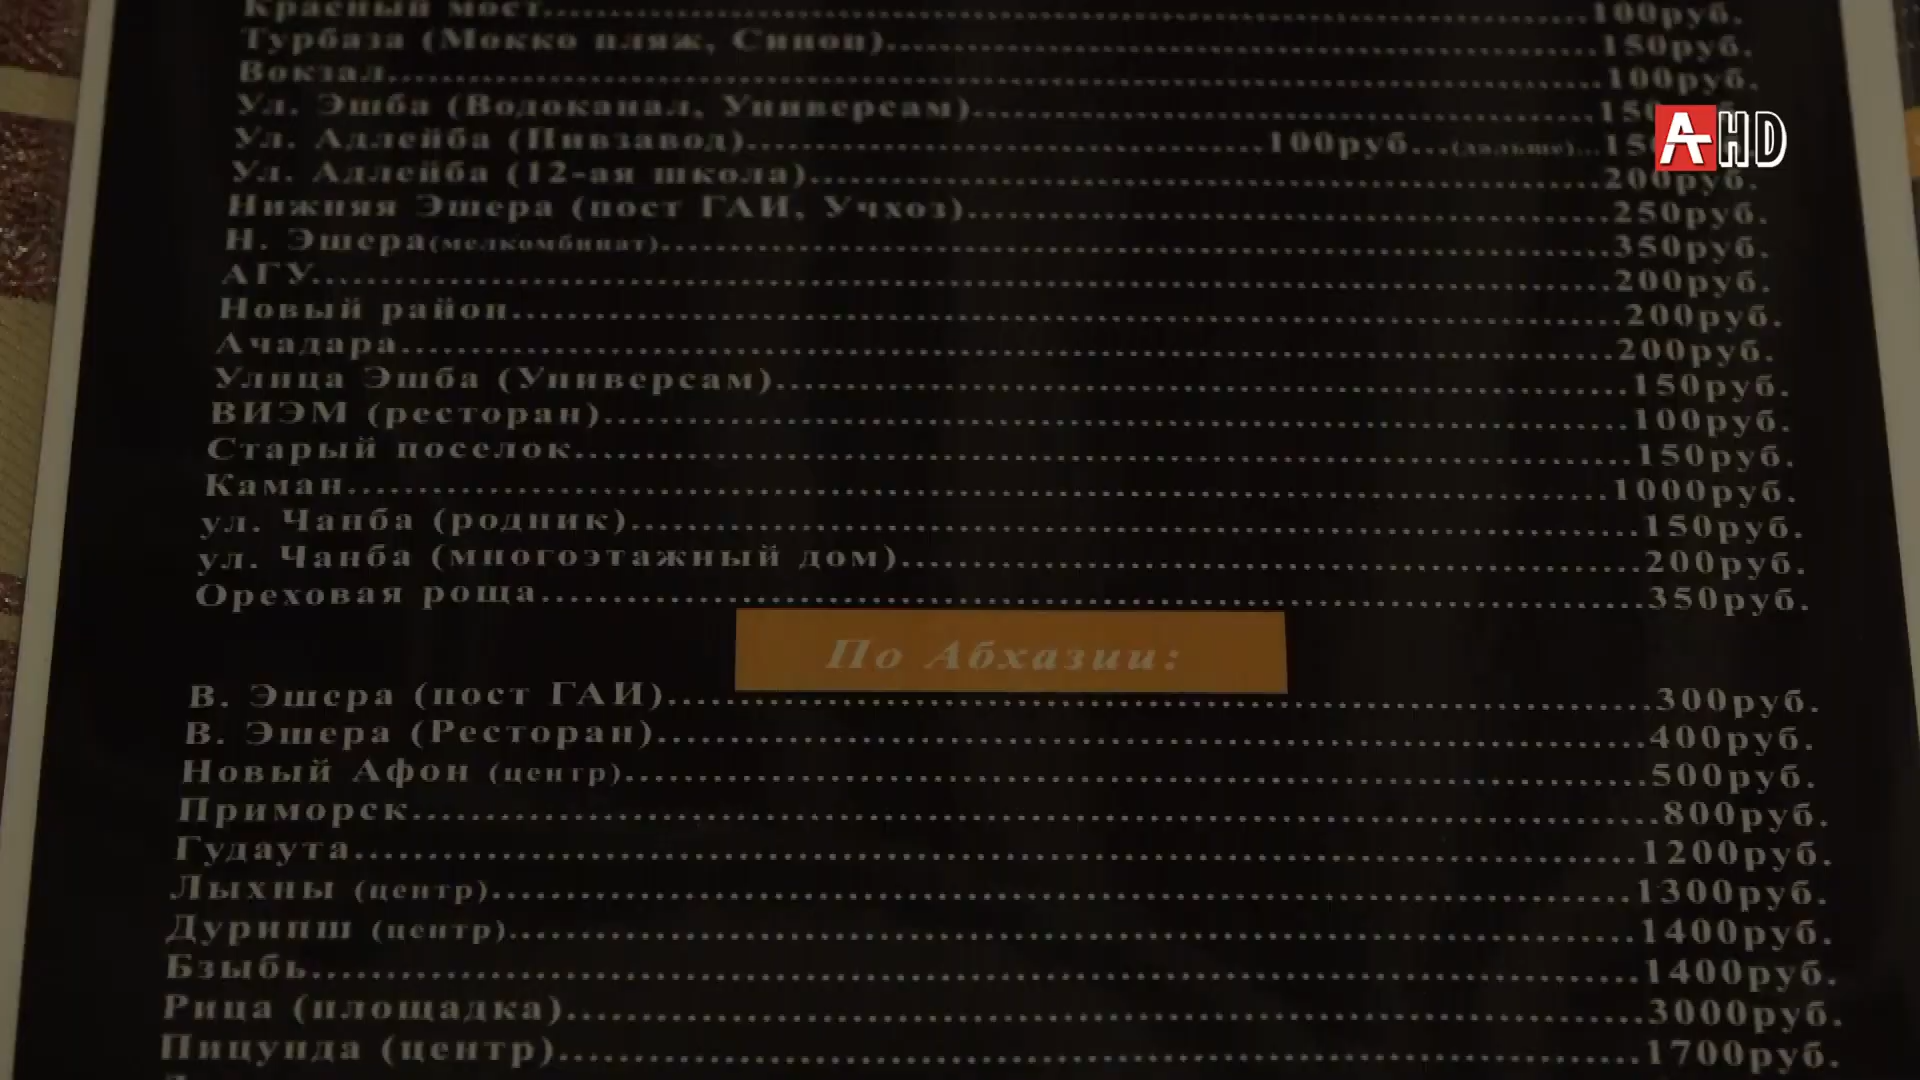 Красный мост........100руб.
Турбаза (Мокко пляж, Синоп)........150руб.
Вокзал........100руб.
Ул. Эшба (Водоканал, Универсам)........150
Ул. Адлейба (Пивзавод)........100руб...(дальше)...150
Ул. Адлейба (12-ая школа)........200руб.
Нижняя Эшера (пост ГАИ, Учхоз)........250руб.
Н. Эшера(мелкомбинат)........350руб.
АГУ........200руб.
Новый район........200руб.
Ачадара........200руб.
Улица Эшба (Универсам)........150руб.
ВИЭМ (ресторан)........100руб.
Старый поселок........150руб.
Каман........1000руб.
ул. Чанба (родник)........150руб.
ул. Чанба (многоэтажный дом)........200руб.
Ореховая роща........350руб.
По Абхазии:
В. Эшера (пост ГАИ)........300руб.
В. Эшера (Ресторан)........400руб.
Новый Афон (центр)........500руб.
Приморск........800руб.
Гудаута........1200руб.
Лыхны (центр)........1300руб.
Дурипш (центр)........1400руб.
Бзыбь........1400руб.
Рица (площадка)........3000руб.
Пицунда (центр)........1700руб.
AHD